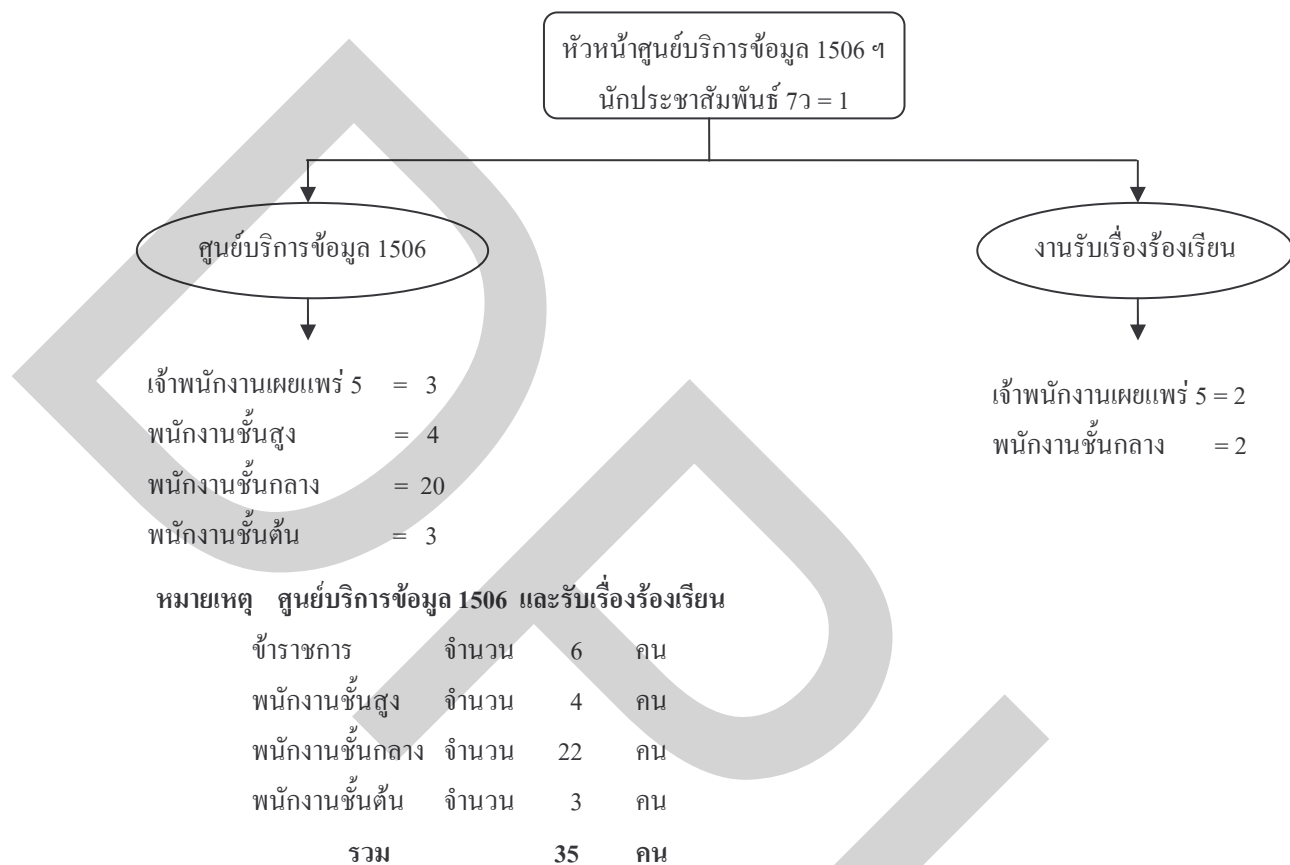 หัวหน้าศูนย์บริการข้อมูล 1506 ฯ
นักประชาสัมพันธ์ 7ว = 1
ศูนย์บริการข้อมูล 1506
งานรับเรื่องร้องเรียน
เจ้าพนักงานเผยแพร่ 5 = 3
พนักงานชั้นสูง = 4
พนักงานชั้นกลาง = 20
พนักงานชั้นต้น = 3
เจ้าพนักงานเผยแพร่ 5 = 2
พนักงานชั้นกลาง = 2
หมายเหตุ ศูนย์บริการข้อมูล 1506 และรับเรื่องร้องเรียน
ข้าราชการ จำนวน 6 คน
พนักงานชั้นสูง จำนวน 4 คน
พนักงานชั้นกลาง จำนวน 22 คน
พนักงานชั้นต้น จำนวน 3 คน
รวม 35 คน